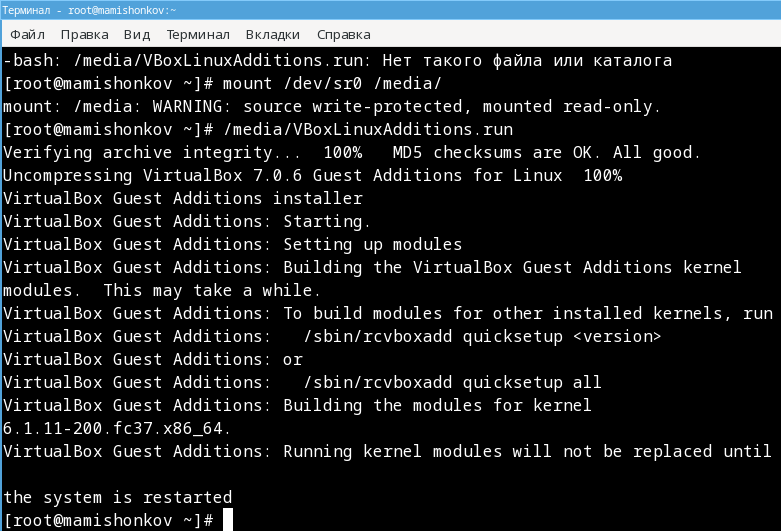 Терминал - root@mamishonkov:~
Файл Правка Вид Терминал Вкладки Справка
-bash: /media/VBoxLinuxAdditions.run: Нет такого файла или каталога
[root@mamishonkov ~]# mount /dev/sr0 /media/
mount: /media: WARNING: source write-protected, mounted read-only.
[root@mamishonkov ~]# /media/VBoxLinuxAdditions.run
Verifying archive integrity...  100%   MD5 checksums are OK. All good.
Uncompressing VirtualBox 7.0.6 Guest Additions for Linux  100%
VirtualBox Guest Additions installer
VirtualBox Guest Additions: Starting.
VirtualBox Guest Additions: Setting up modules
VirtualBox Guest Additions: Building the VirtualBox Guest Additions kernel
modules.  This may take a while.
VirtualBox Guest Additions: To build modules for other installed kernels, run
VirtualBox Guest Additions:   /sbin/rcvboxadd quicksetup <version>
VirtualBox Guest Additions: or
VirtualBox Guest Additions:   /sbin/rcvboxadd quicksetup all
VirtualBox Guest Additions: Building the modules for kernel
6.1.11-200.fc37.x86_64.
VirtualBox Guest Additions: Running kernel modules will not be replaced until
the system is restarted
[root@mamishonkov ~]#